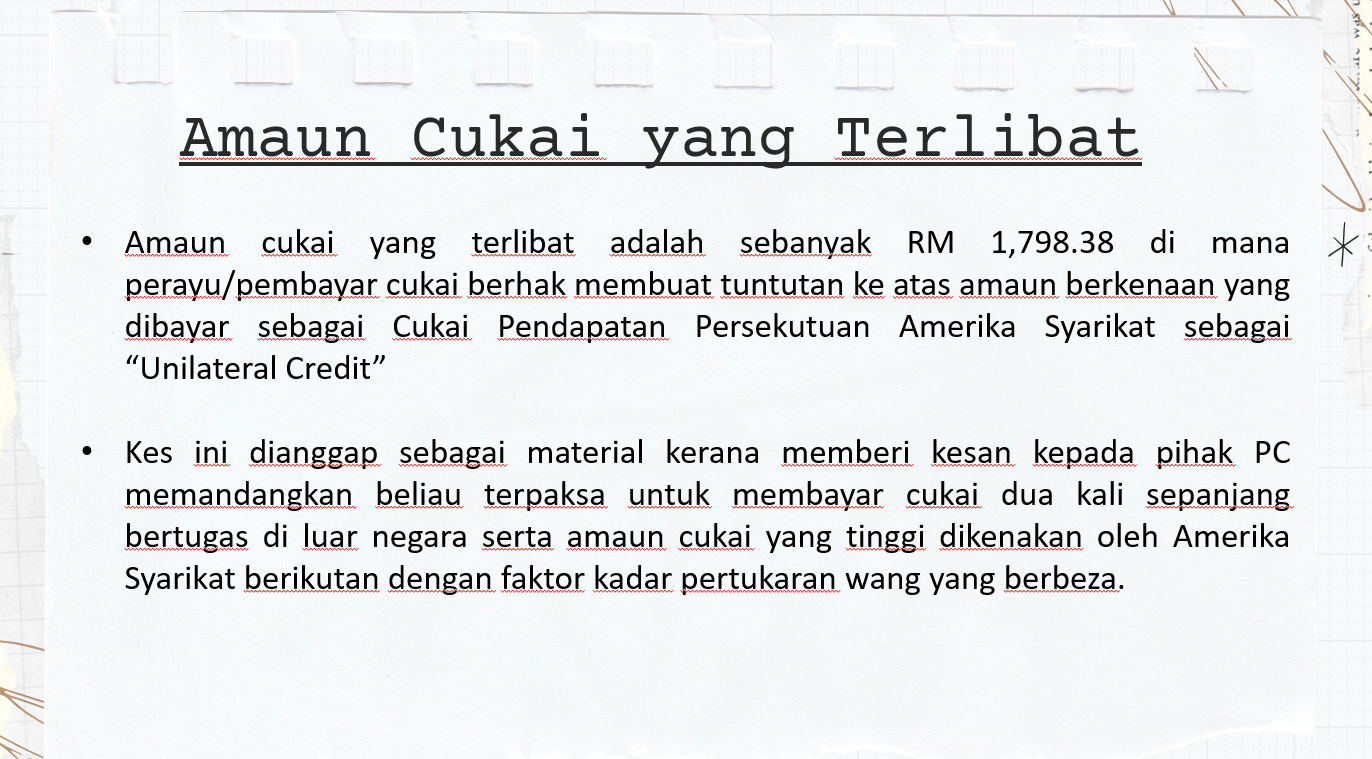 Amaun Cukai yang Terlibat
• Amaun cukai yang terlibat adalah sebanyak RM 1,798.38 di mana
perayu/pembayar cukai berhak membuat tuntutan ke atas amaun berkenaan yang
dibayar sebagai Cukai Pendapatan Persekutuan Amerika Syarikat sebagai
“Unilateral Credit”
• Kes ini dianggap sebagai material kerana memberi kesan kepada pihak PC
memandangkan beliau terpaksa untuk membayar cukai dua kali sepanjang
bertugas di luar negara serta amaun cukai yang tinggi dikenakan oleh Amerika
Syarikat berikutan dengan faktor kadar pertukaran wang yang berbeza.